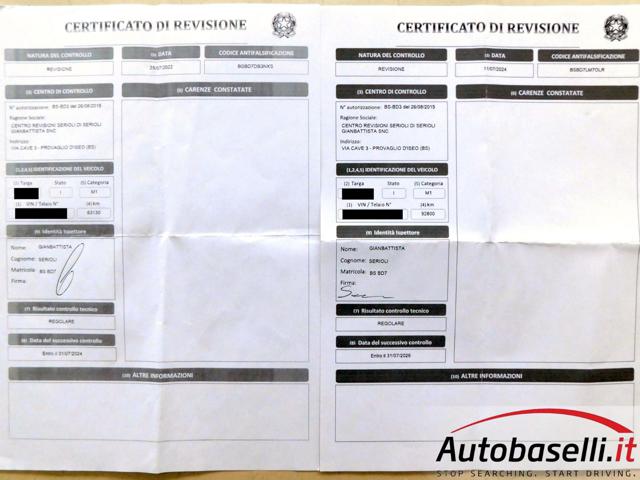 CERTIFICATO DI REVISIONE
NATURA DEL CONTROLLO
REVISIONE
(1) DATA
25/07/2022
CODICE ANTIFALSIFICAZIONE
(3) CENTRO DI CONTROLLO
N° autorizzazione: BS-BD3 del 26/08/2015
Ragione Sociale:
CENTRO REVISIONI SERIOLI DI SERIOLI
GIANBATTISTA SNC
Indirizzo:
VIA CAVE 3 - PROVAGLIO D'ISEO (BS)
CARENZE CONSTATATE
(1,2,4,5) IDENTIFICAZIONE DEL VEICOLO
(2) Targa Stato (5) Categoria
I M1
(1) VIN / Telaio N° (4) km
83130
(9) Identità Ispettore
Nome: GIANBATTISTA
Cognome: SERIOLI
Matricola: BS BD7
Firma:
(7) Risultato controllo tecnico
REGOLARE
(8) Data del successivo controllo
Entro il 31/07/2024
(10) ALTRE INFORMAZIONI
CERTIFICATO DI REVISIONE
NATURA DEL CONTROLLO
REVISIONE
(3) DATA
11/07/2024
CODICE ANTIFALSIFICAZIONE
BSBD7LM7OLR
(3) CENTRO DI CONTROLLO
N° autorizzazione: BS-BD3 del 26/08/2015
Ragione Sociale:
CENTRO REVISIONI SERIOLI DI SERIOLI
GIANBATTISTA SNC
Indirizzo:
VIA CAVE 3 - PROVAGLIO D'ISEO (BS)
(6) CARENZE CONSTATATE
(1,2,4,5) IDENTIFICAZIONE DEL VEICOLO
(2) Targa Stato (5) Categoria
I M1
(1) VIN / Telaio N° (4) km
92800
(9) Identità Ispettore
Nome: GIANBATTISTA
Cognome: SERIOLI
Matricola: BS BD7
Firma:
(7) Risultato controllo tecnico
REGOLARE
(8) Data del successivo controllo
Entro il 31/07/2026
(10) ALTRE INFORMAZIONI
Autobaselli.it
STOP SEARCHING. START DRIVING.